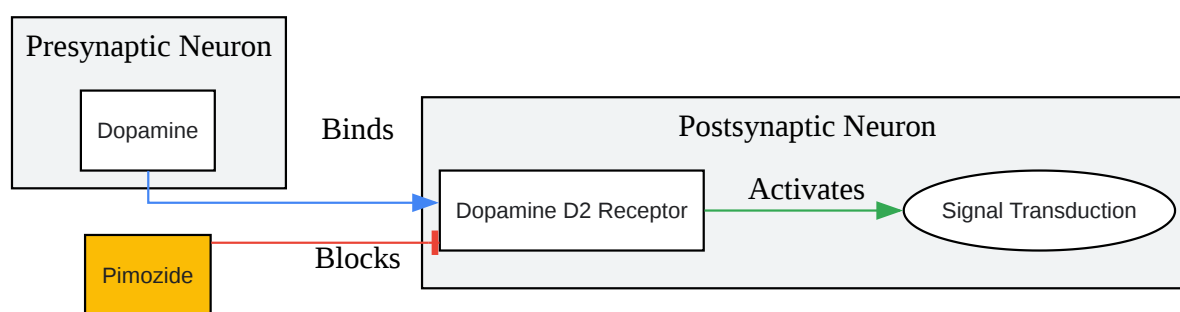 Presynaptic Neuron
Dopamine
Binds
Postsynaptic Neuron
Dopamine D2 Receptor
Activates
Signal Transduction
Blocks
Pimozide